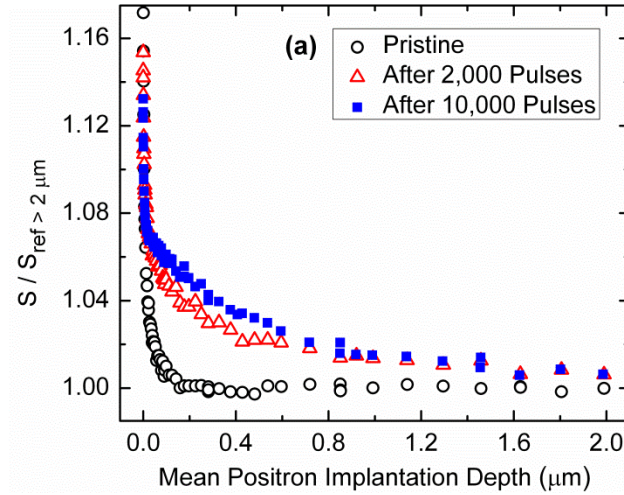 (a)
Pristine
After 2,000 Pulses
After 10,000 Pulses
S / S ref > 2 μm
1.16
1.12
1.08
1.04
1.00
0.0 0.4 0.8 1.2 1.6 2.0
Mean Positron Implantation Depth (μm)